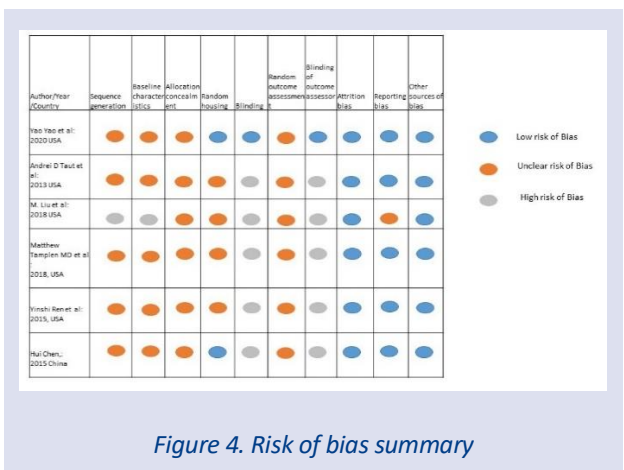 Author/Year
/Country
Sequence
generation
Baseline
character
istics
Allocation
concealm
ent
Random
housing
Blinding
Random
outcome
assessmen
t
Blinding
of
outcome
assessor
Attrition
bias
Reporting
bias
Other
sources of
bias
Yao Yao et al:
2020 USA
Andrei D Taut et
al:
2013 USA
M. Liu et al:
2018 USA
Matthew
Tamplen MD et al
:
2018, USA
Yinshi Ren et al:
2015, USA
Hui Chen,:
2015 China
Low risk of Bias
Unclear risk of Bias
High risk of Bias
Figure 4. Risk of bias summary